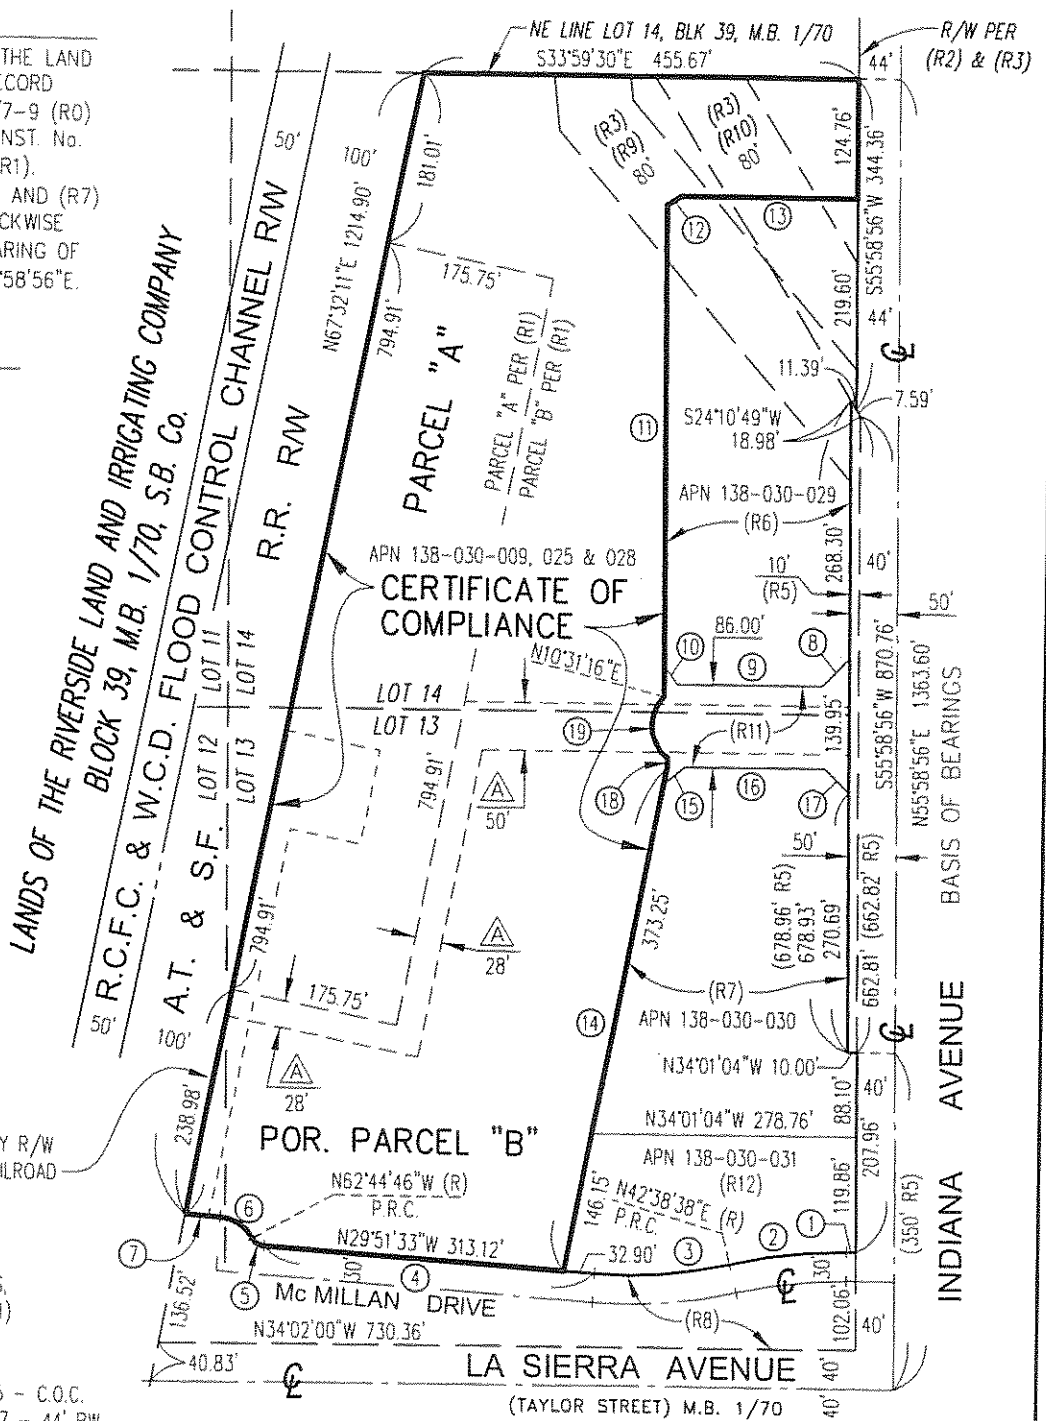 THE LAND
ECORD
7-9 (R0)
NST. No.
R1).
AND (R7)
CKWISE
ARING OF
°58'56"E.
NE LINE LOT 14, BLK 39, M.B. 1/70
S33°59'30"E 455.67'
R/W PER
(R2) & (R3)
44'
50'
100'
181.01'
(R3)
(R9)
80'
(R3)
(R10)
80'
124.76'
S55°58'56"W 344.36'
12
13
N67°32'11"E 1214.90'
794.91'
175.75'
219.60'
44'
℄
LANDS OF THE RIVERSIDE LAND AND IRRIGATING COMPANY
BLOCK 39, M.B. 1/70, S.B. Co.
R.C.F.C. & W.C.D. FLOOD CONTROL CHANNEL R/W
R.R. R/W
PARCEL "A"
PARCEL "A" PER (R1)
PARCEL "B" PER (R1)
11
11.39'
7.59'
S24°10'49"W
18.98'
APN 138-030-029
(R6)
268.30'
APN 138-030-009, 025 & 028
CERTIFICATE OF
COMPLIANCE
10'
(R5)
40'
50'
86.00'
8
9
10
N10°31'16"E
LOT 11
LOT 14
LOT 12
LOT 13
LOT 14
LOT 13
139.95'
S55°58'56"W 870.76'
N55°58'56"E 1363.60'
BASIS OF BEARINGS
19
(R11)
794.91'
A
50'
18
15
16
17
A.T. & S.F.
50'
(678.96' R5)
678.93'
270.69'
662.81' (662.82' R5)
373.25'
A
28'
794.91'
175.75'
(R7)
APN 138-030-030
14
50'
100'
℄
INDIANA AVENUE
N34°01'04"W 10.00'
A
28'
88.10'
40'
238.98'
Y R/W
ILROAD
POR. PARCEL "B"
N34°01'04"W 278.76'
APN 138-030-031
(R12)
207.96'
N62°44'46"W (R)
P.R.C.
146.15'
N42°38'38"E (R)
P.R.C.
119.86'
(350' R5)
6
7
N29°51'33"W 313.12'
32.90'
3
2
1
30'
4
30'
5
Mc MILLAN DRIVE
℄
136.52'
N34°02'00"W 730.36'
(R8)
102.06'
40'
40.83'
℄
LA SIERRA AVENUE
40'
40'
(TAYLOR STREET) M.B. 1/70
- C.O.C.